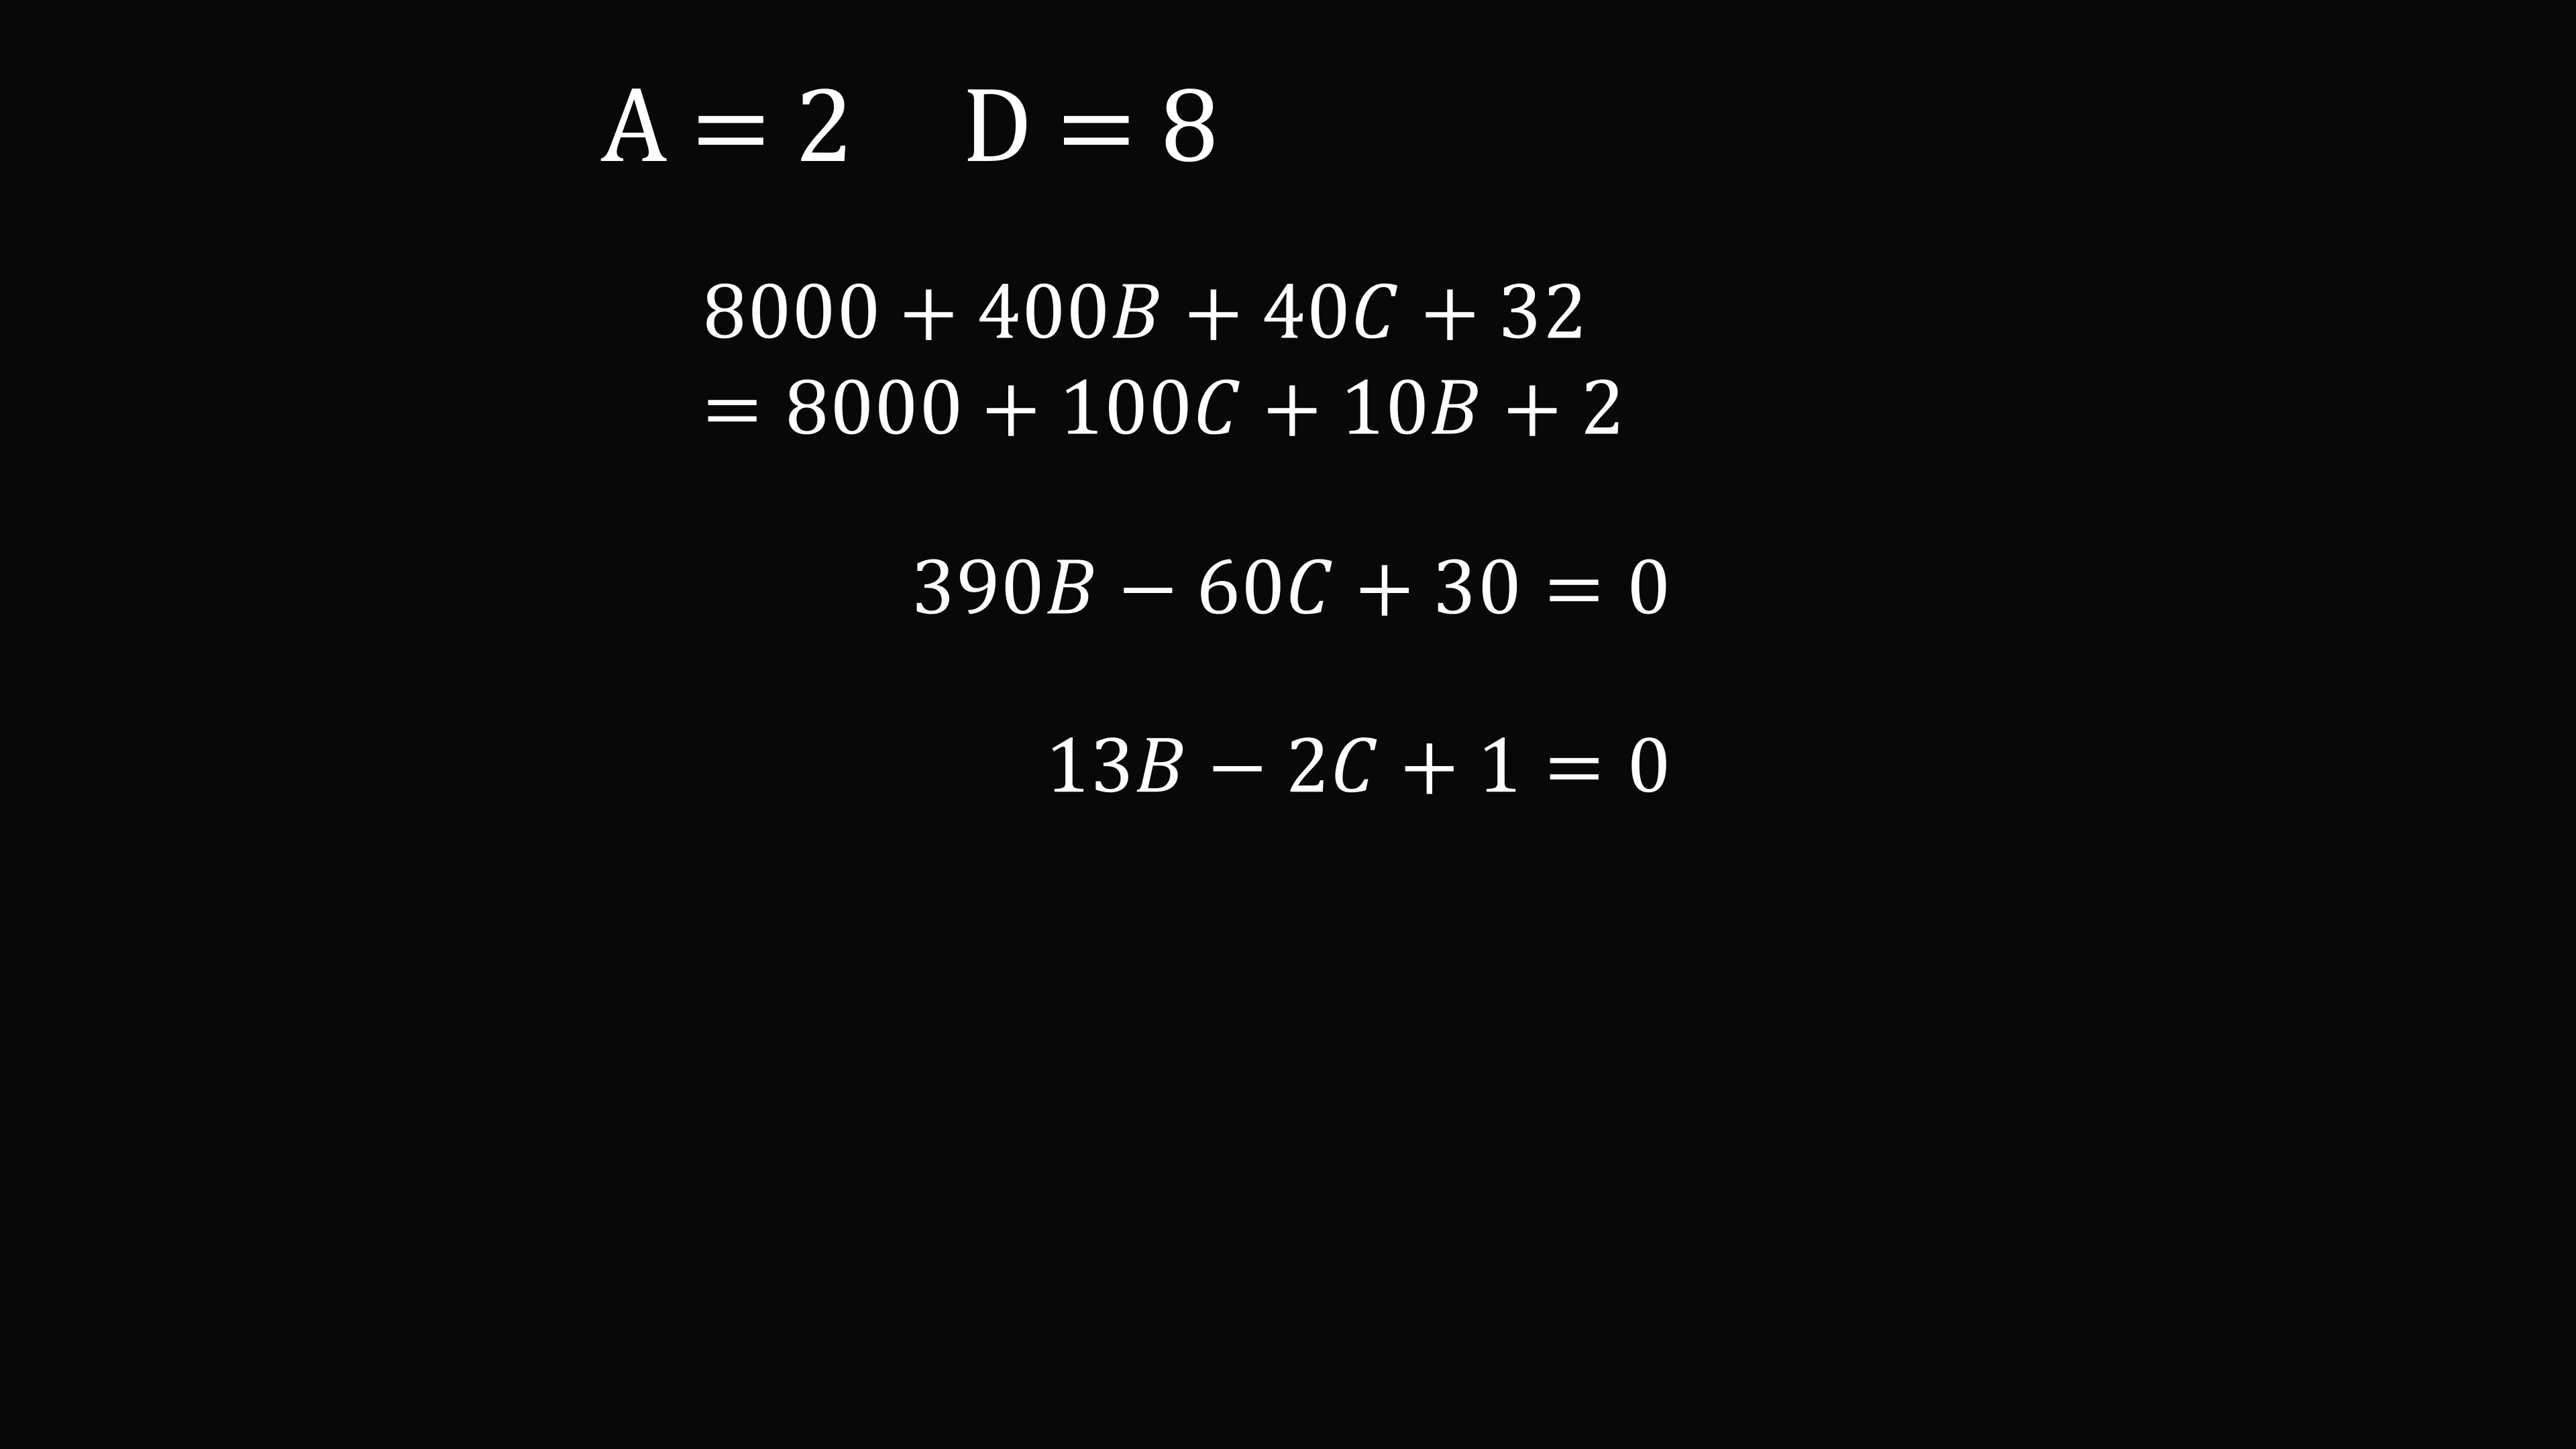 A = 2 D = 8
8000 + 400B + 40C + 32
= 8000 + 100C + 10B + 2
390B − 60C + 30 = 0
13B − 2C + 1 = 0